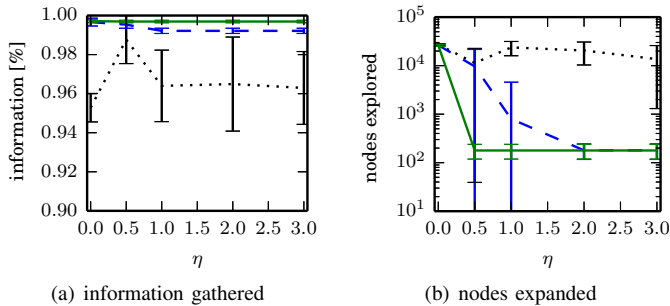 1.00
0.98
0.96
0.94
0.92
0.90
information [%]
0.0 0.5 1.0 1.5 2.0 2.5 3.0
η
(a) information gathered
10^5
10^4
10^3
10^2
10^1
nodes explored
0.0 0.5 1.0 1.5 2.0 2.5 3.0
η
(b) nodes expanded